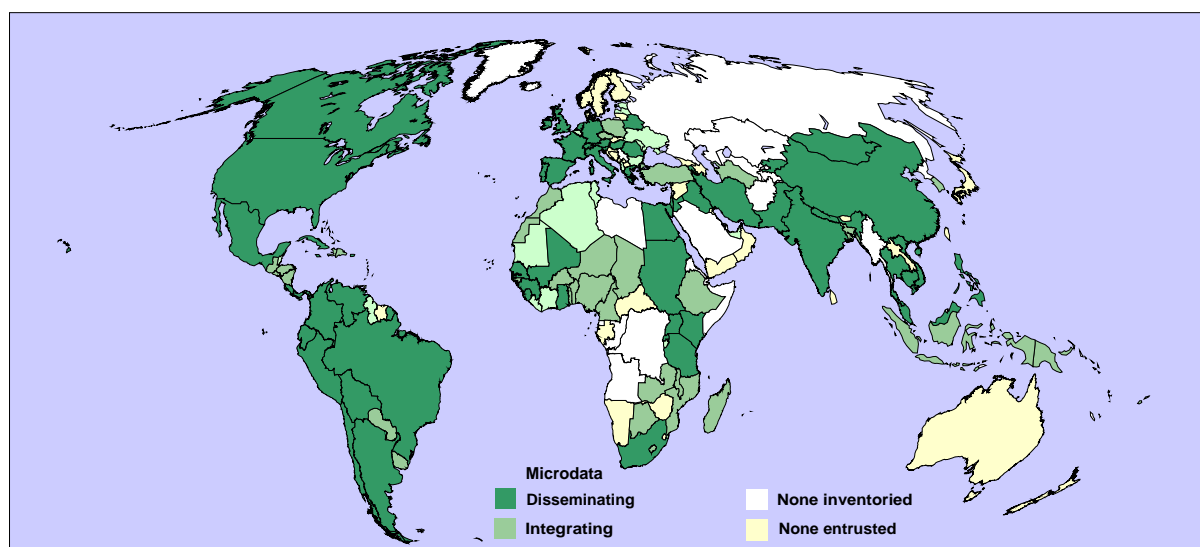 Microdata
Disseminating
Integrating
None inventoried
None entrusted